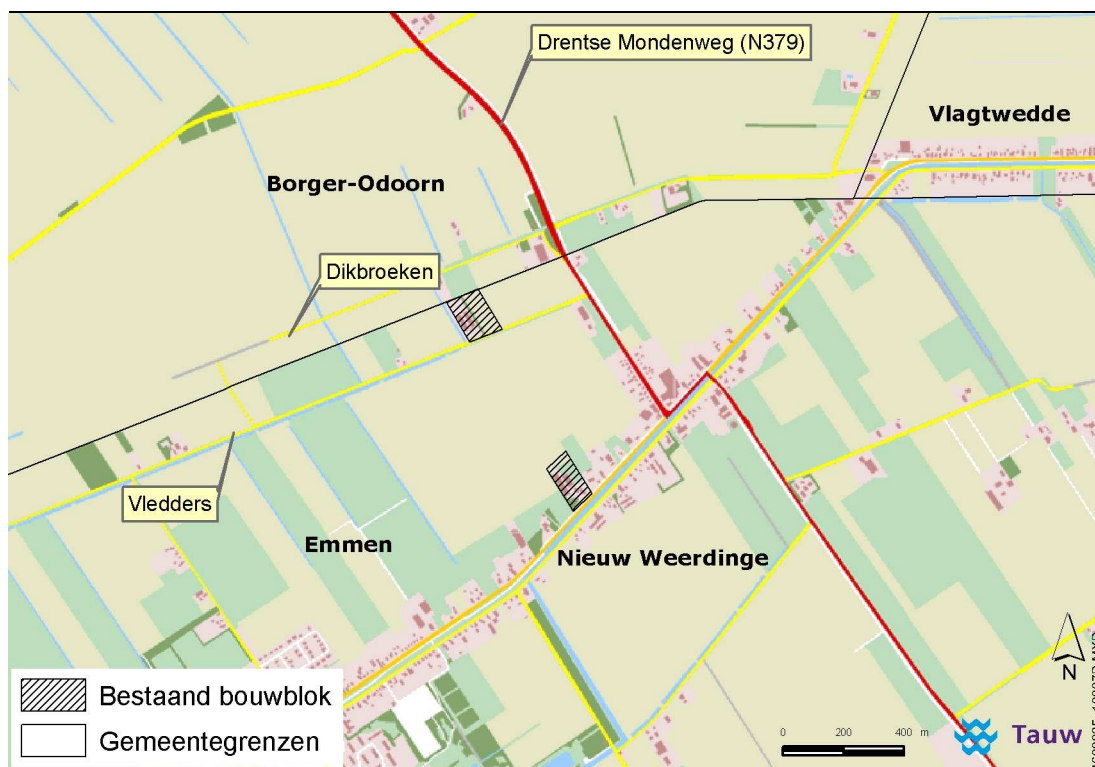 Drentse Mondenweg (N379)
Vlagtwedde
Borger-Odoorn
Dikbroeken
Vledders
Emmen
Nieuw Weerdinge
Bestaand bouwblok
Gemeentegrenzen
0 200 400 m
N
Tauw